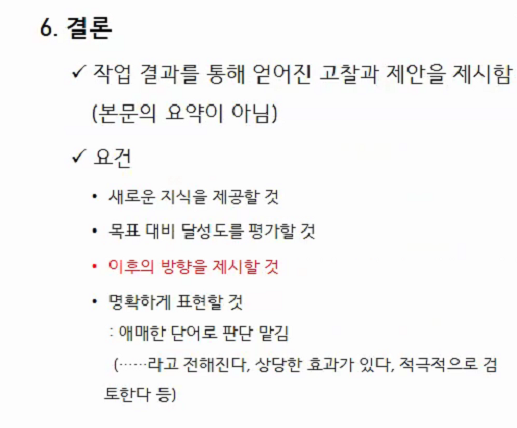 6. 결론
✓ 작업 결과를 통해 얻어진 고찰과 제안을 제시함
(본문의 요약이 아님)
✓ 요건
• 새로운 지식을 제공할 것
• 목표 대비 달성도를 평가할 것
• 이후의 방향을 제시할 것
• 명확하게 표현할 것
: 애매한 단어로 판단 맡김
(……라고 전해진다, 상당한 효과가 있다, 적극적으로 검
토한다 등)